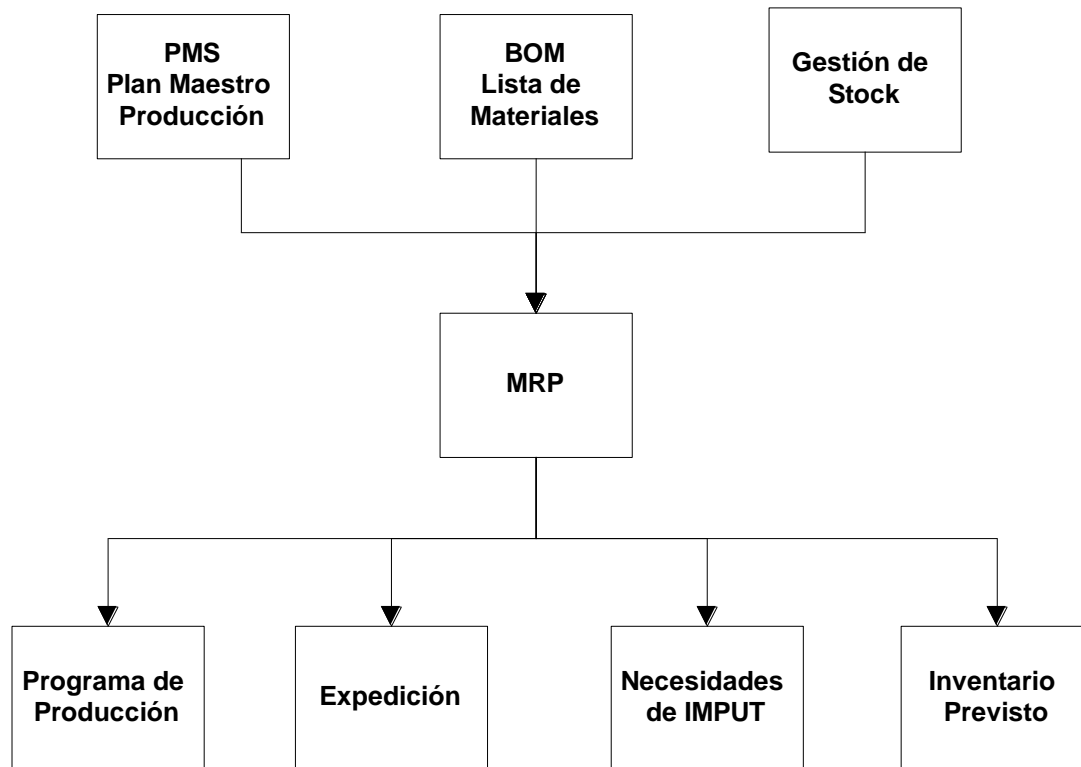 PMS
Plan Maestro
Producción
BOM
Lista de
Materiales
Gestión de
Stock
MRP
Programa de
Producción
Expedición
Necesidades
de IMPUT
Inventario
Previsto